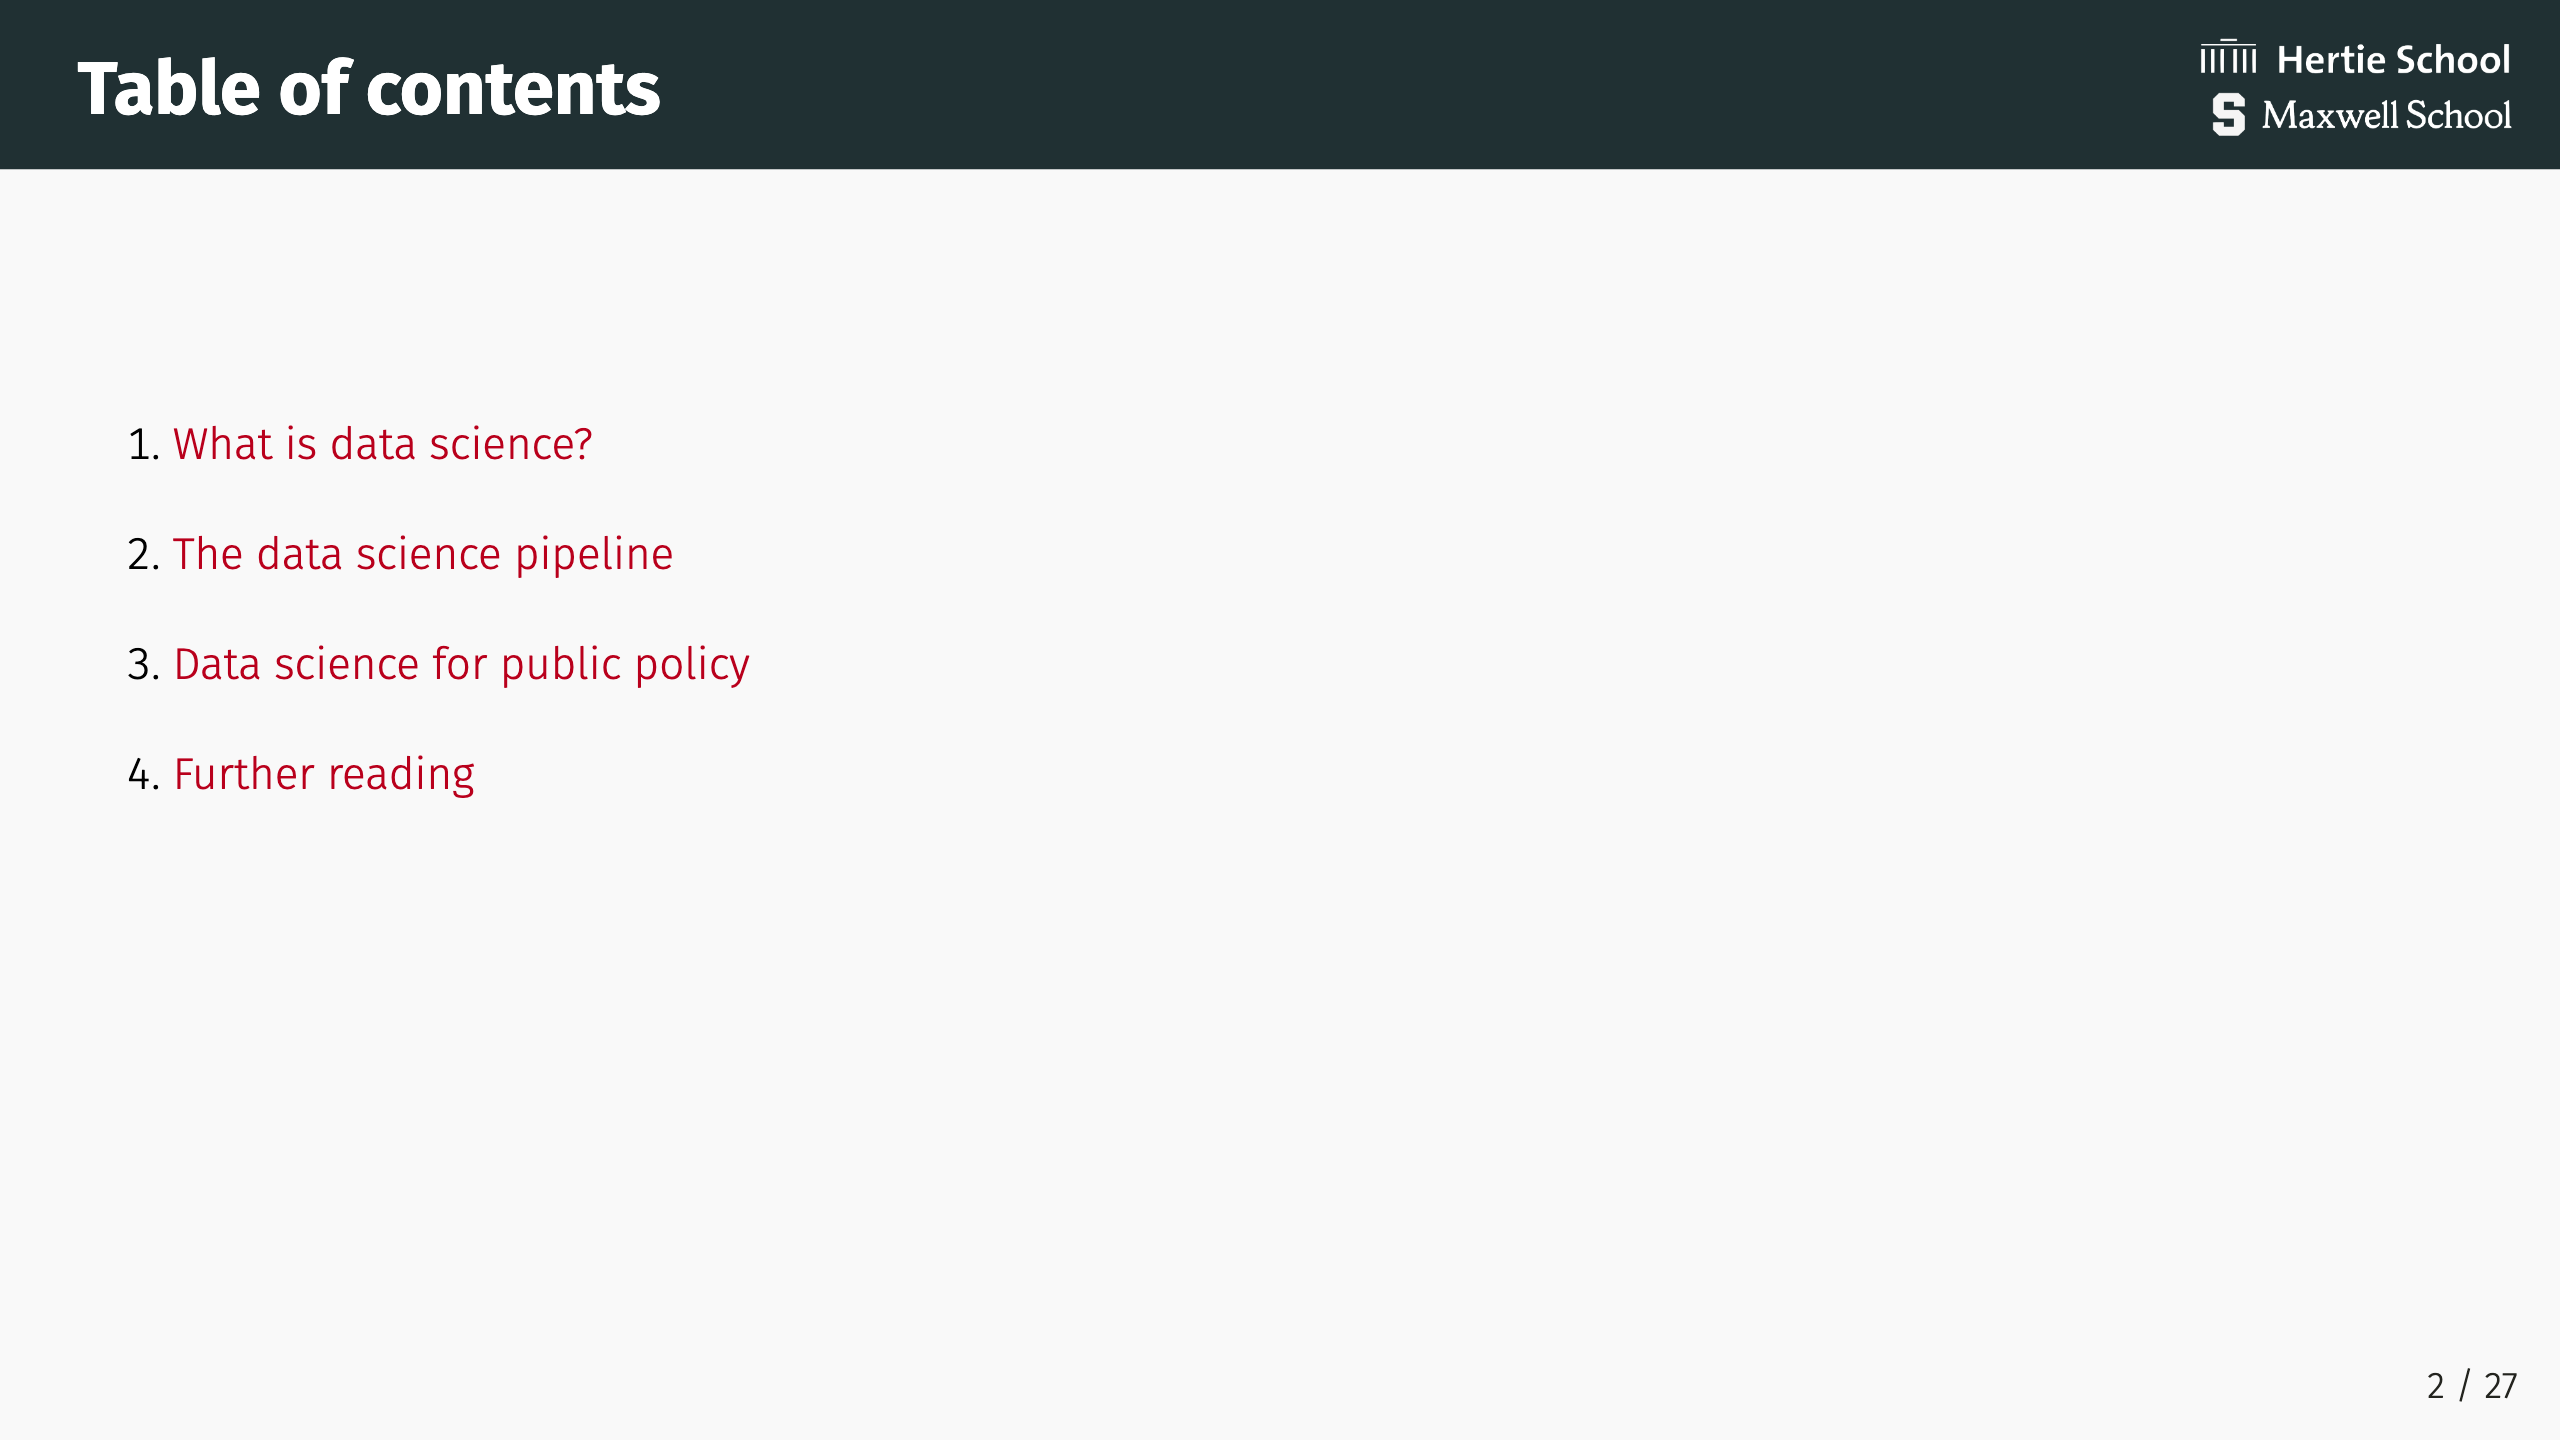 Table of contents
Hertie School
S Maxwell School
1. What is data science?
2. The data science pipeline
3. Data science for public policy
4. Further reading
2 / 27